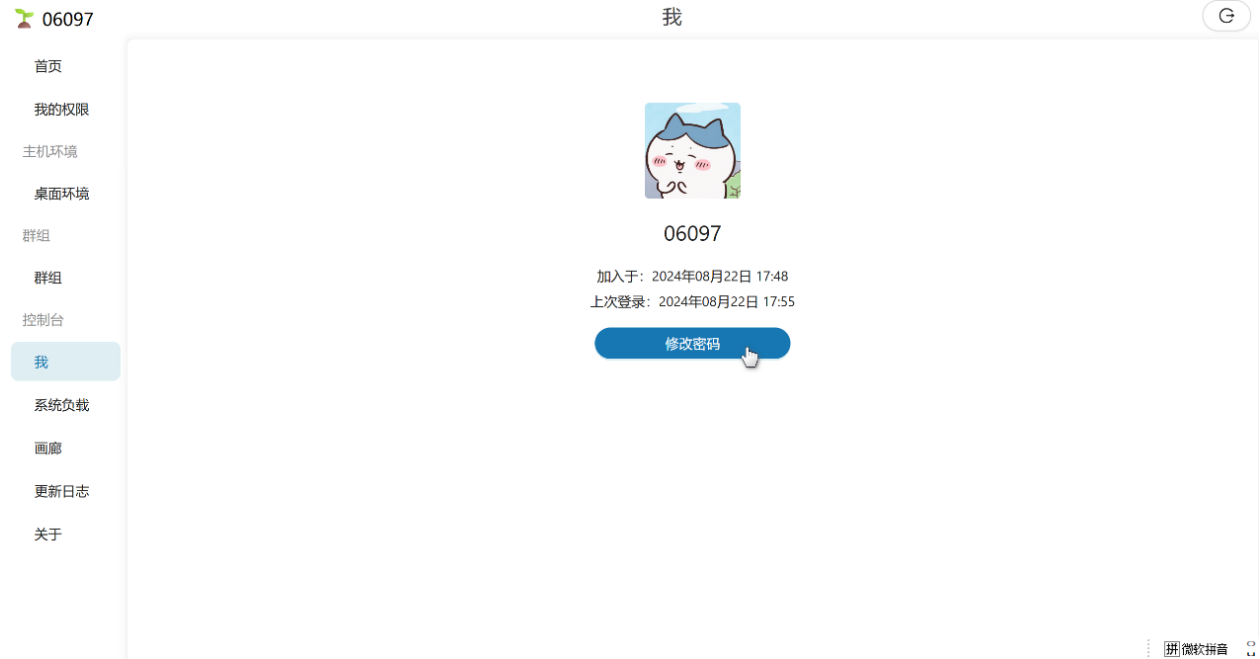 06097
我
首页
我的权限
主机环境
桌面环境
群组
群组
控制台
我
系统负载
画廊
更新日志
关于
06097
加入于：2024年08月22日 17:48
上次登录：2024年08月22日 17:55
修改密码
拼 微软拼音